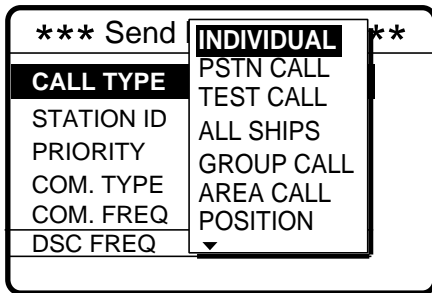 *** Send **
CALL TYPE
STATION ID
PRIORITY
COM. TYPE
COM. FREQ
DSC FREQ
INDIVIDUAL
PSTN CALL
TEST CALL
ALL SHIPS
GROUP CALL
AREA CALL
POSITION